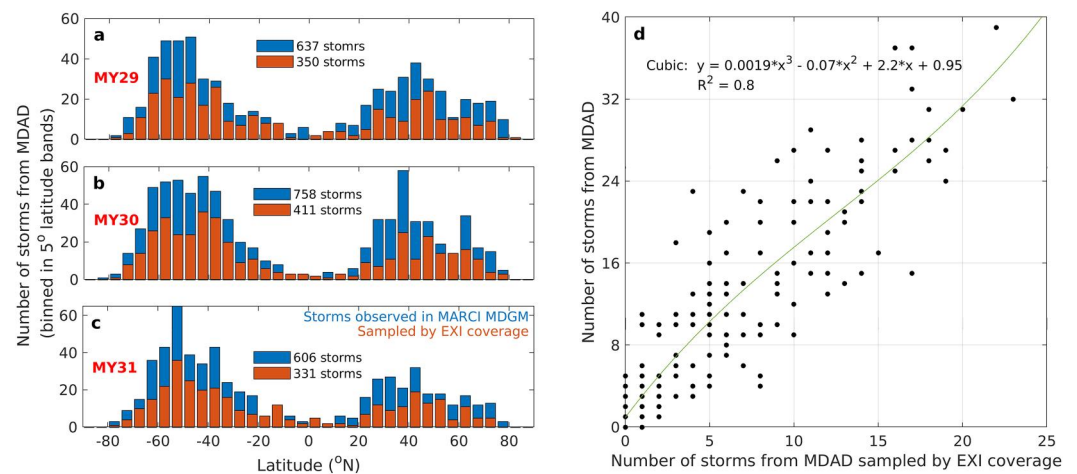 Number of storms from MDAD
(binned in 5° latitude bands)
60
40
20
0
a
MY29
637 stomrs
350 storms
60
40
20
0
b
MY30
758 storms
411 storms
60
40
20
0
c
Storms observed in MARCI MDGM
Sampled by EXI coverage
MY31
606 storms
331 storms
-80 -60 -40 -20 0 20 40 60 80
Latitude (°N)
Number of storms from MDAD
40
32
24
16
8
0
d
Cubic: y = 0.0019*x³ - 0.07*x² + 2.2*x + 0.95
R² = 0.8
0 5 10 15 20 25
Number of storms from MDAD sampled by EXI coverage